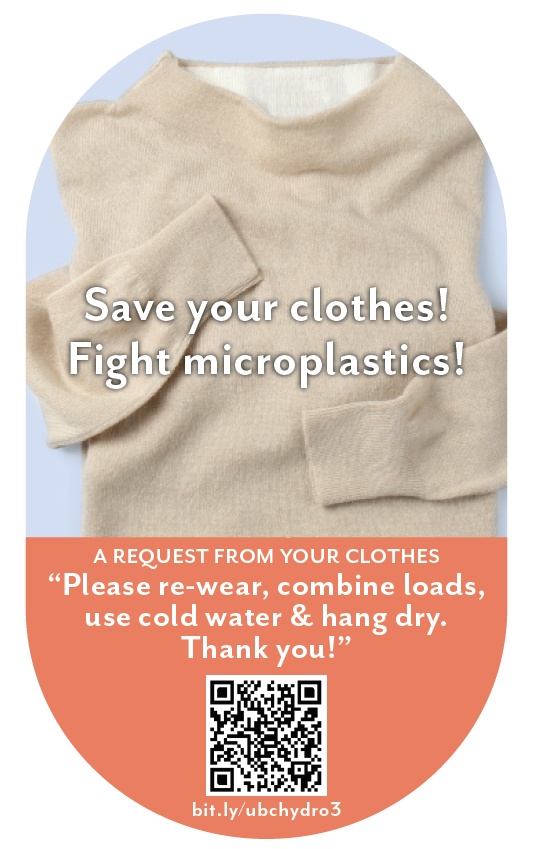 Save your clothes!
Fight microplastics!
A REQUEST FROM YOUR CLOTHES
“Please re-wear, combine loads,
use cold water & hang dry.
Thank you!”
bit.ly/ubchydro3